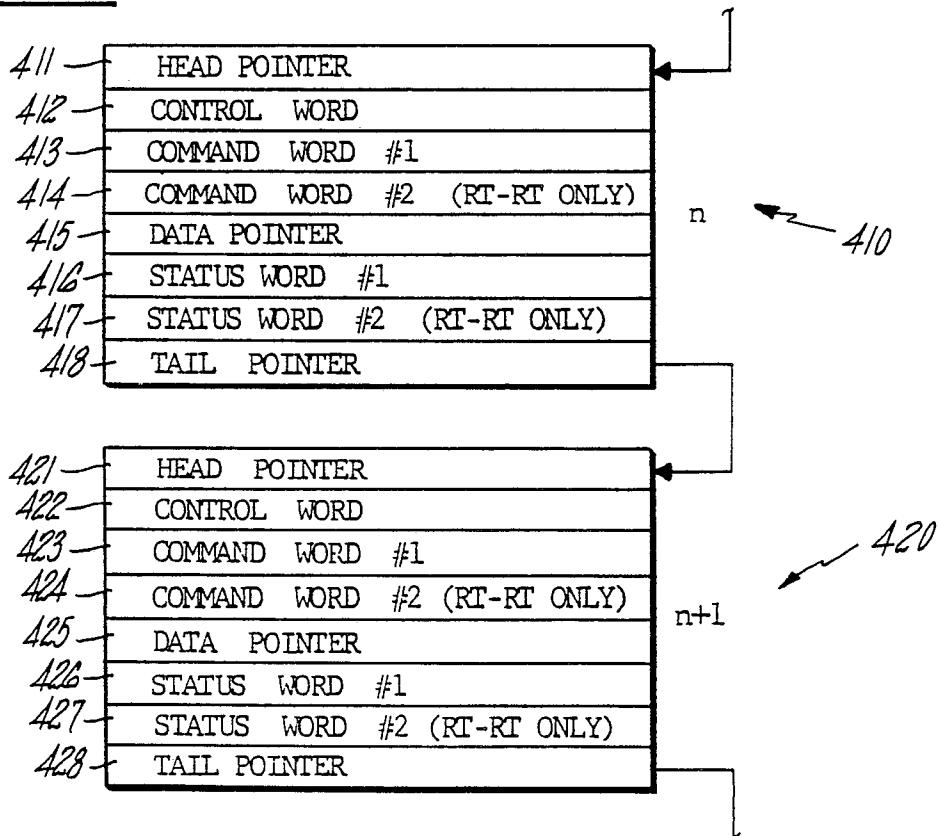 411 HEAD POINTER
412 CONTROL WORD
413 COMMAND WORD #1
414 COMMAND WORD #2 (RT-RT ONLY)
415 DATA POINTER
416 STATUS WORD #1
417 STATUS WORD #2 (RT-RT ONLY)
418 TAIL POINTER
n 410
421 HEAD POINTER
422 CONTROL WORD
423 COMMAND WORD #1
424 COMMAND WORD #2 (RT-RT ONLY)
425 DATA POINTER
426 STATUS WORD #1
427 STATUS WORD #2 (RT-RT ONLY)
428 TAIL POINTER
n+1 420